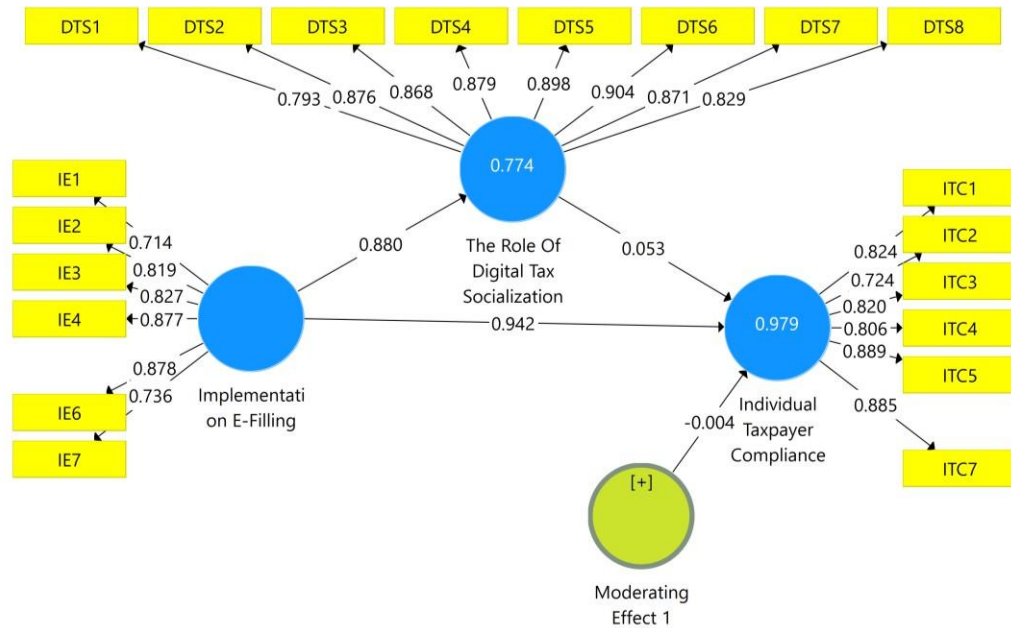 DTS1
DTS2
DTS3
DTS4
DTS5
DTS6
DTS7
DTS8
0.793
0.876
0.868
0.879
0.898
0.904
0.871
0.829
0.774
The Role Of
Digital Tax
Socialization
IE1
IE2
IE3
IE4
IE6
IE7
0.714
0.819
0.827
0.877
0.878
0.736
Implementati
on E-Filling
0.880
0.053
0.942
0.979
Individual
Taxpayer
Compliance
-0.004
[+]
Moderating
Effect 1
0.824
0.724
0.820
0.806
0.889
0.885
ITC1
ITC2
ITC3
ITC4
ITC5
ITC7